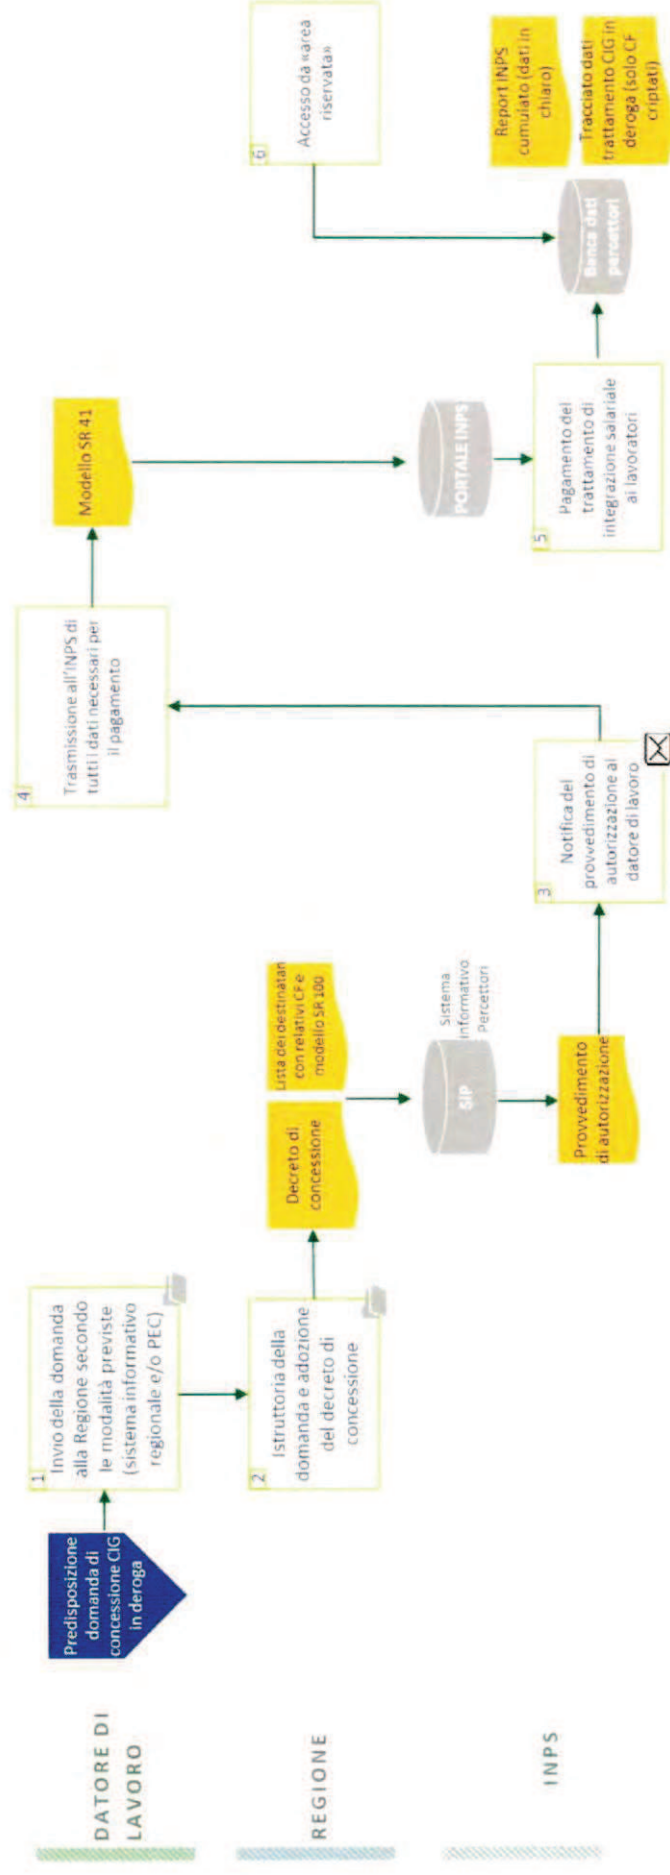 DATORE DI
LAVORO
Predisposizione
domanda di
concessione CIG
in deroga
1
Invio della domanda
alla Regione secondo
le modalità previste
(sistema informativo
regionale e/o PEC)
4
Trasmissione all'INPS di
tutti i dati necessari per
il pagamento
Modello SR 41
REGIONE
2
Istruttoria della
domanda e adozione
del decreto di
concessione
Decreto di
concessione
Lista dei destinatari
con relativi CF e
modello SR 100
6
Accesso da «area
riservata»
INPS
SIP
Sistema
Informativo
Percettori
Provvedimento
di autorizzazione
3
Notifica del
provvedimento di
autorizzazione al
datore di lavoro
PORTALE INPS
5
Pagamento del
trattamento di
integrazione salariale
ai lavoratori
Banca dati
percettori
Report INPS
cumulato (dati in
chiaro)
Tracciato dati
trattamento CIG in
deroga (solo CF
criptati)